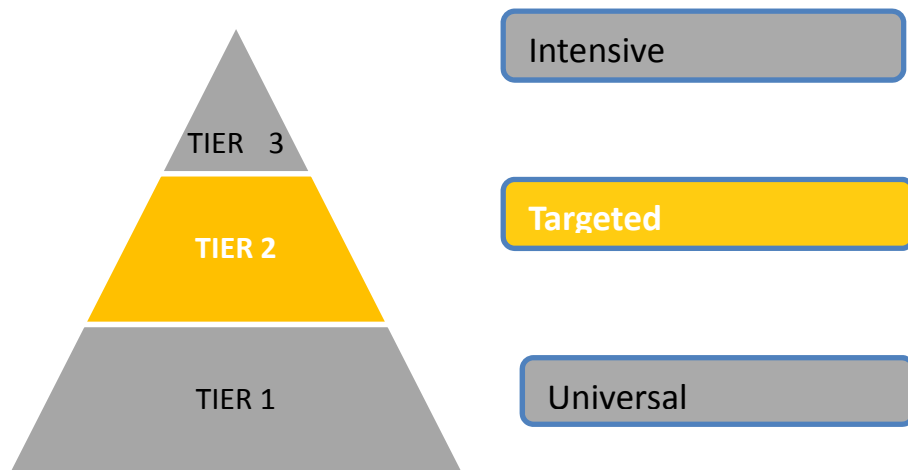 Intensive
TIER 3
Targeted
TIER 2
Universal
TIER 1